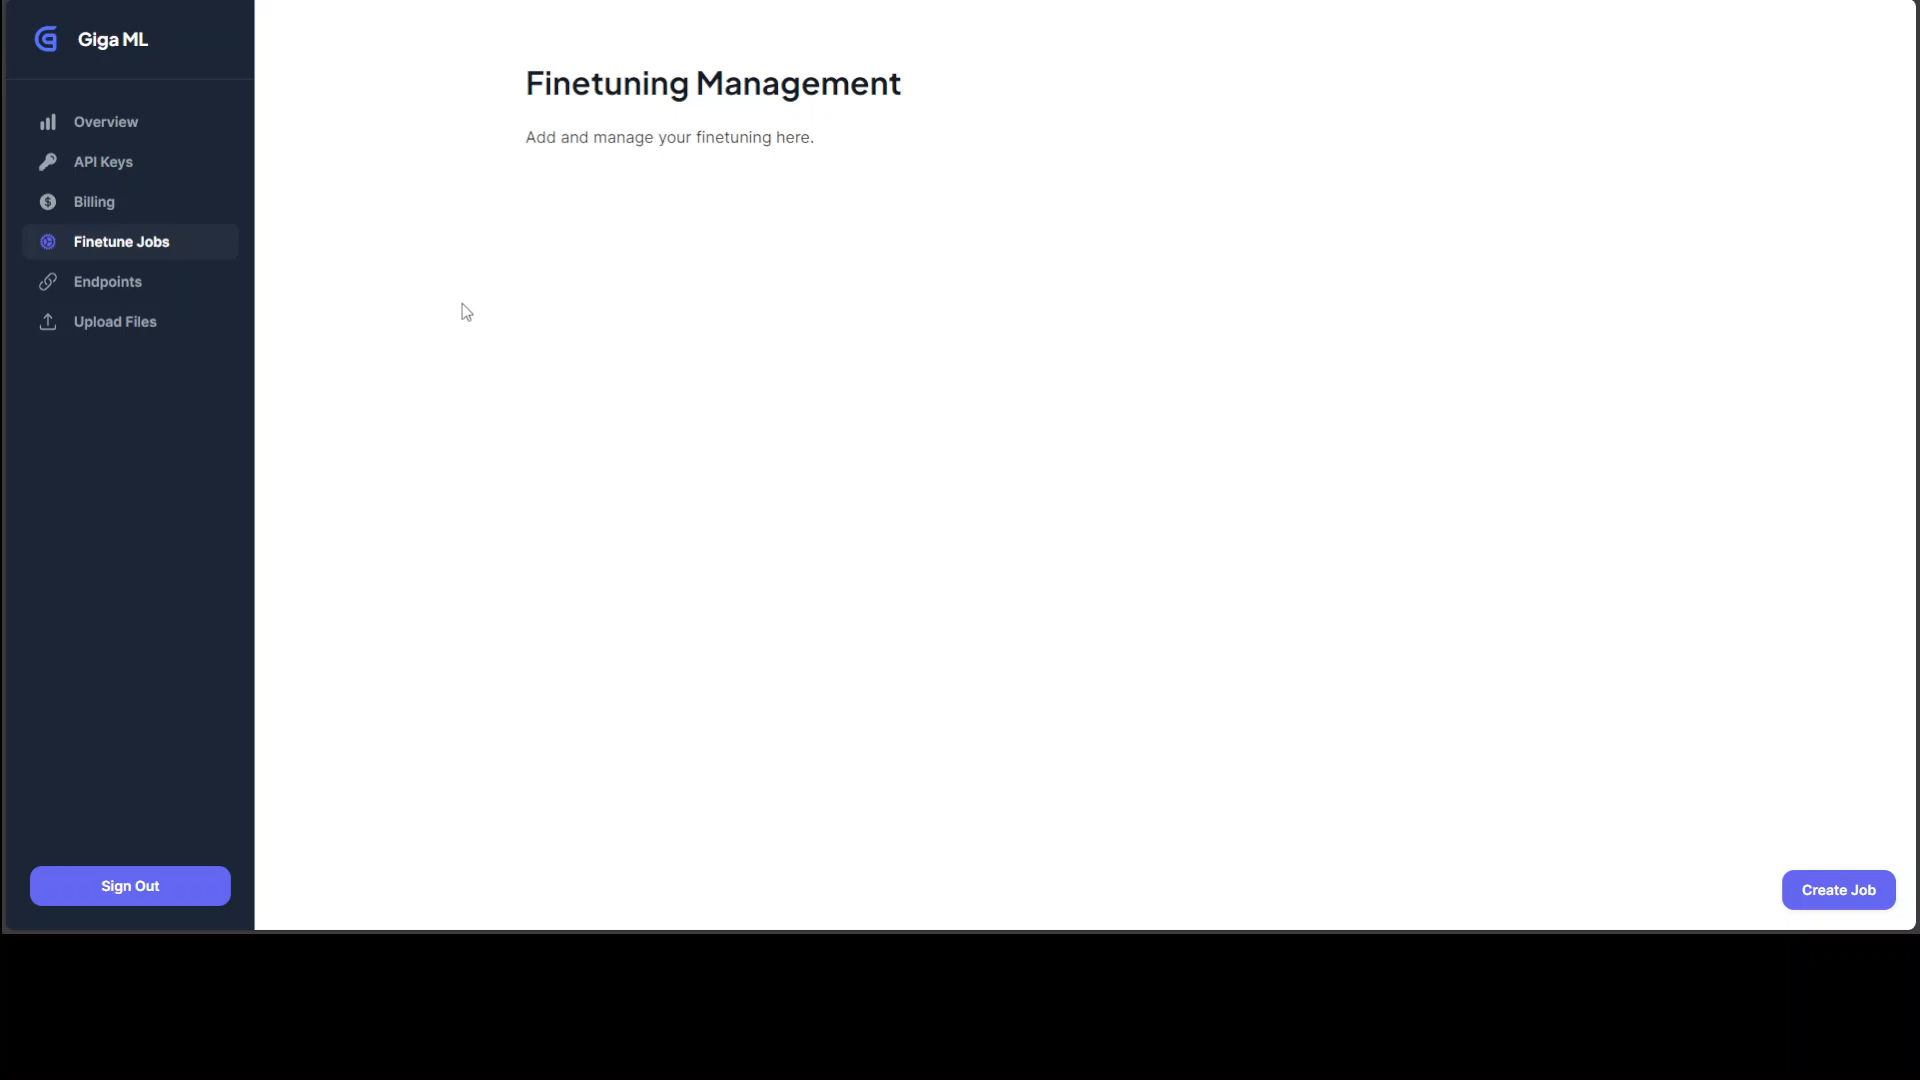 Giga ML
Overview
API Keys
Billing
Finetune Jobs
Endpoints
Upload Files
Sign Out
Finetuning Management
Add and manage your finetuning here.
Create Job